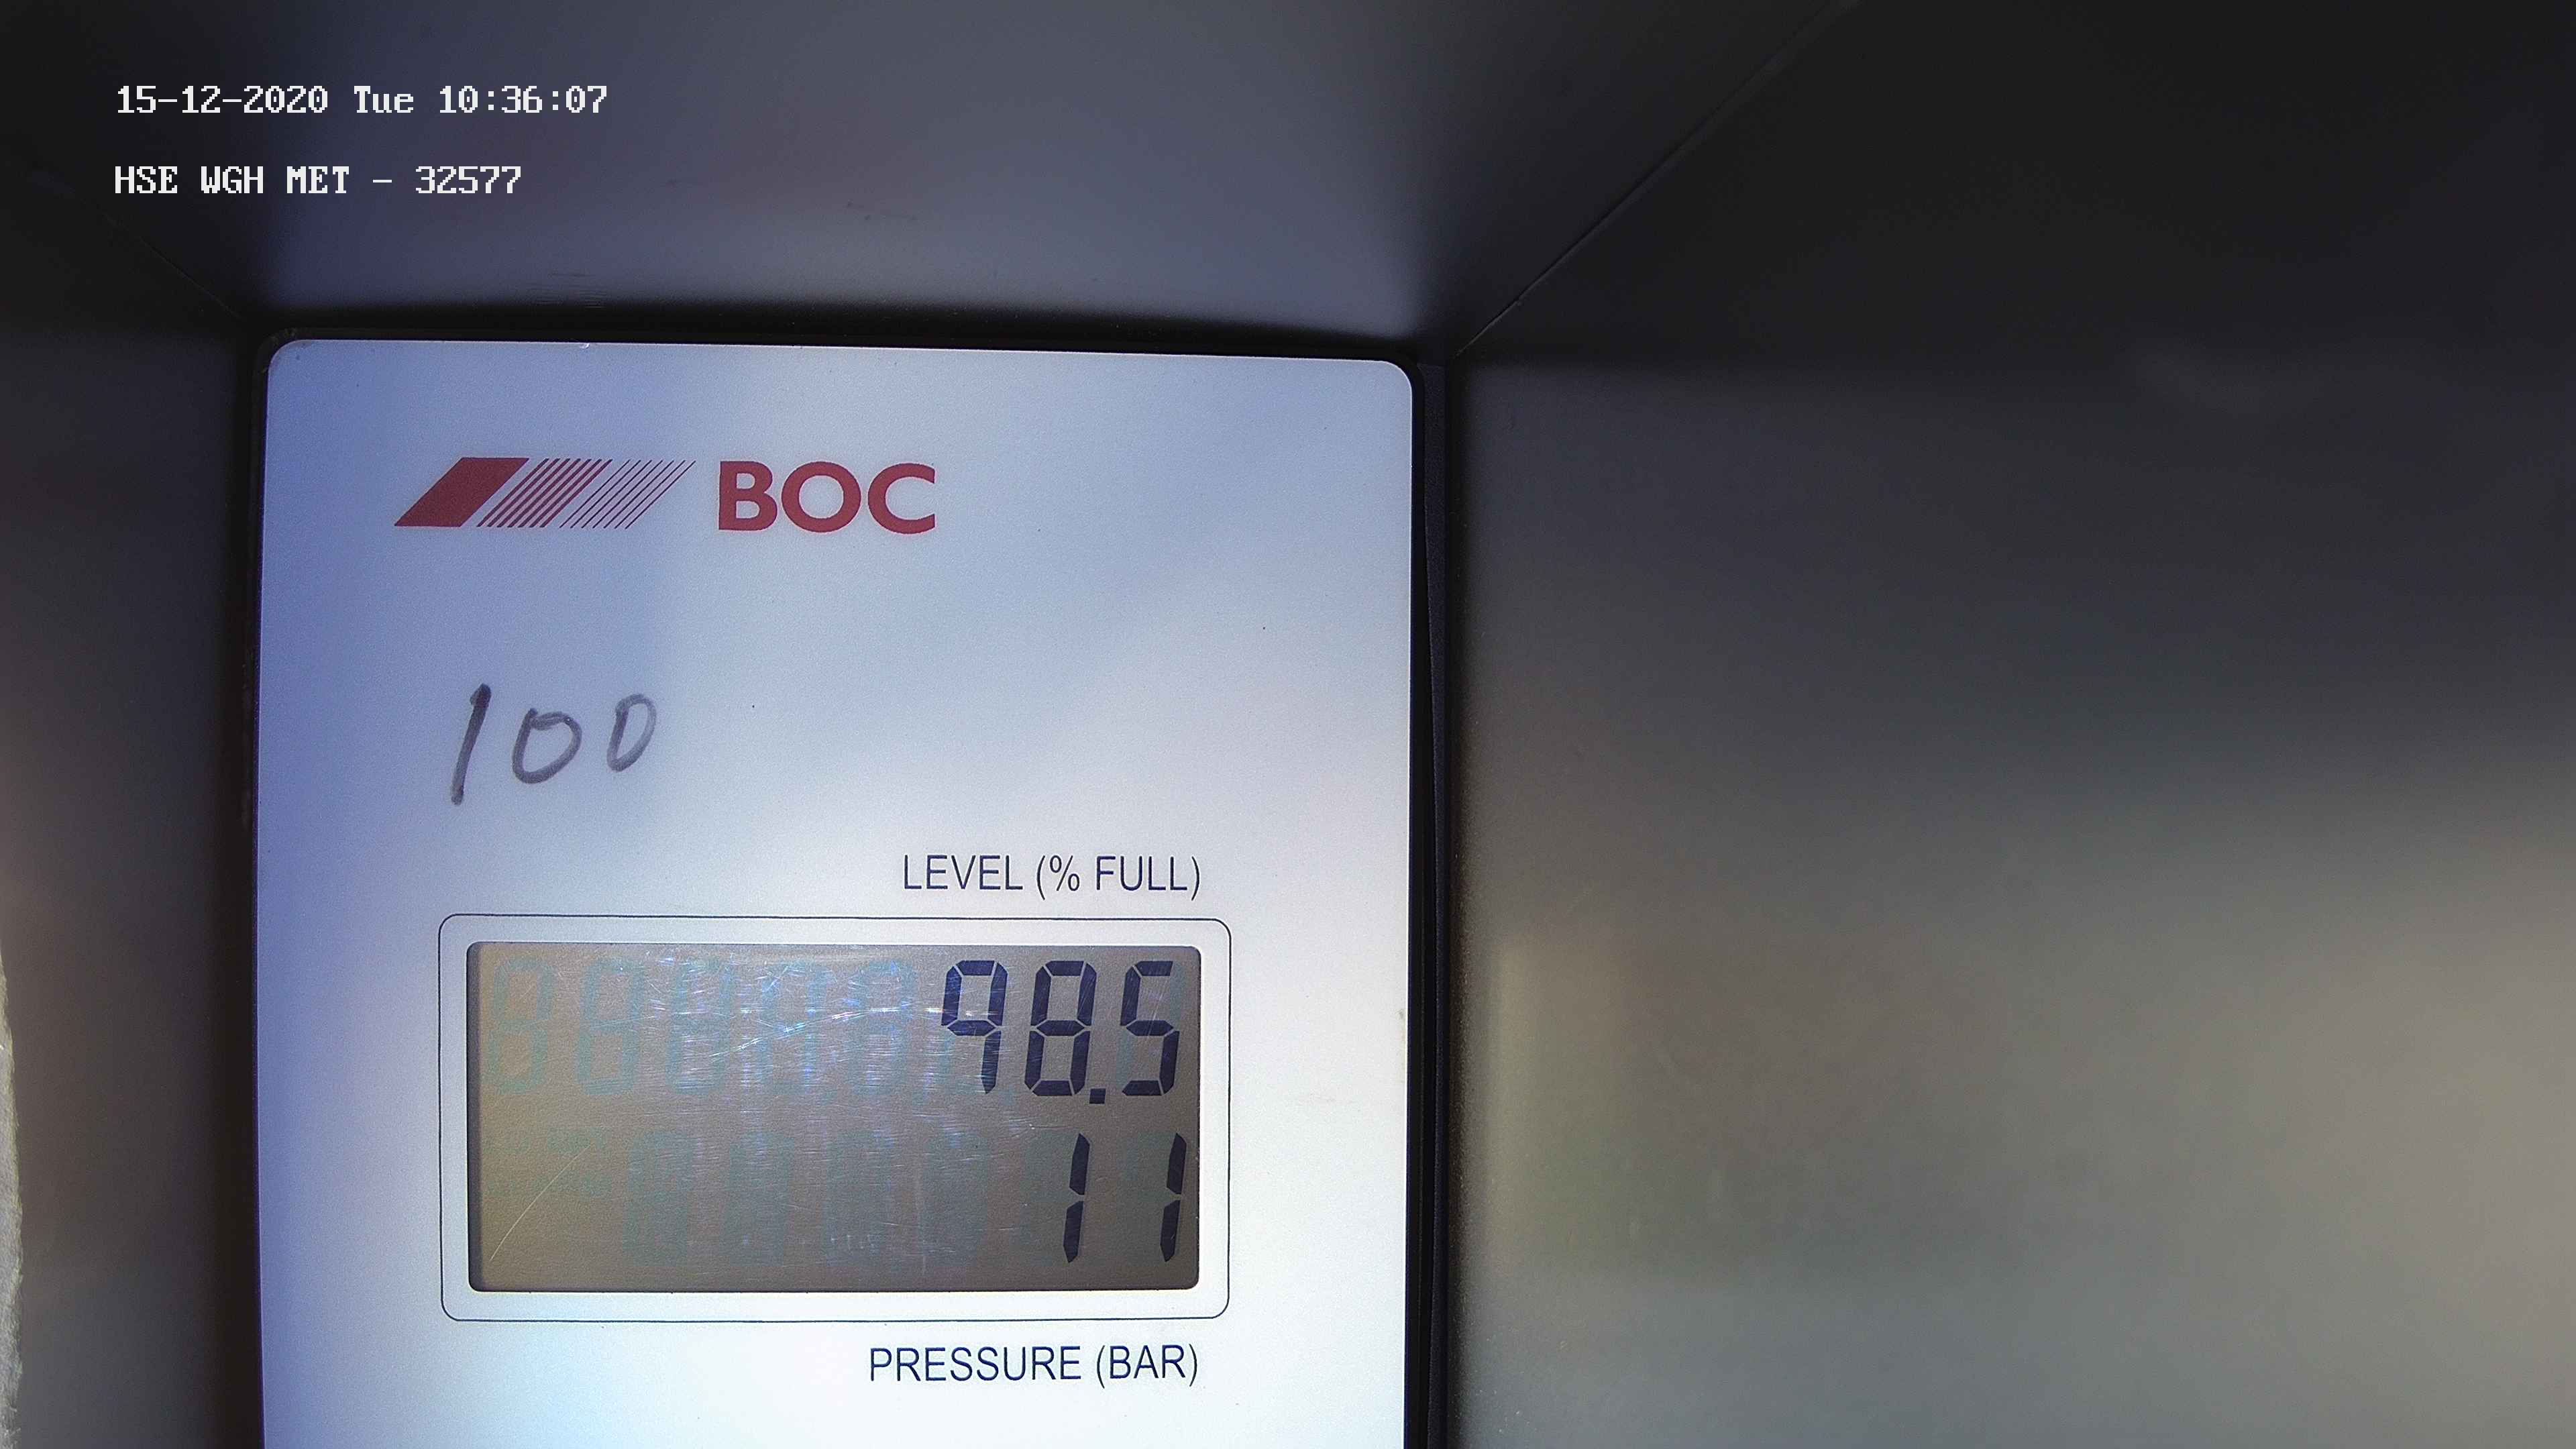 15-12-2020 Tue 10:36:07
HSE WGH MET - 32577
BOC
100
LEVEL (% FULL)
98.5
11
PRESSURE (BAR)